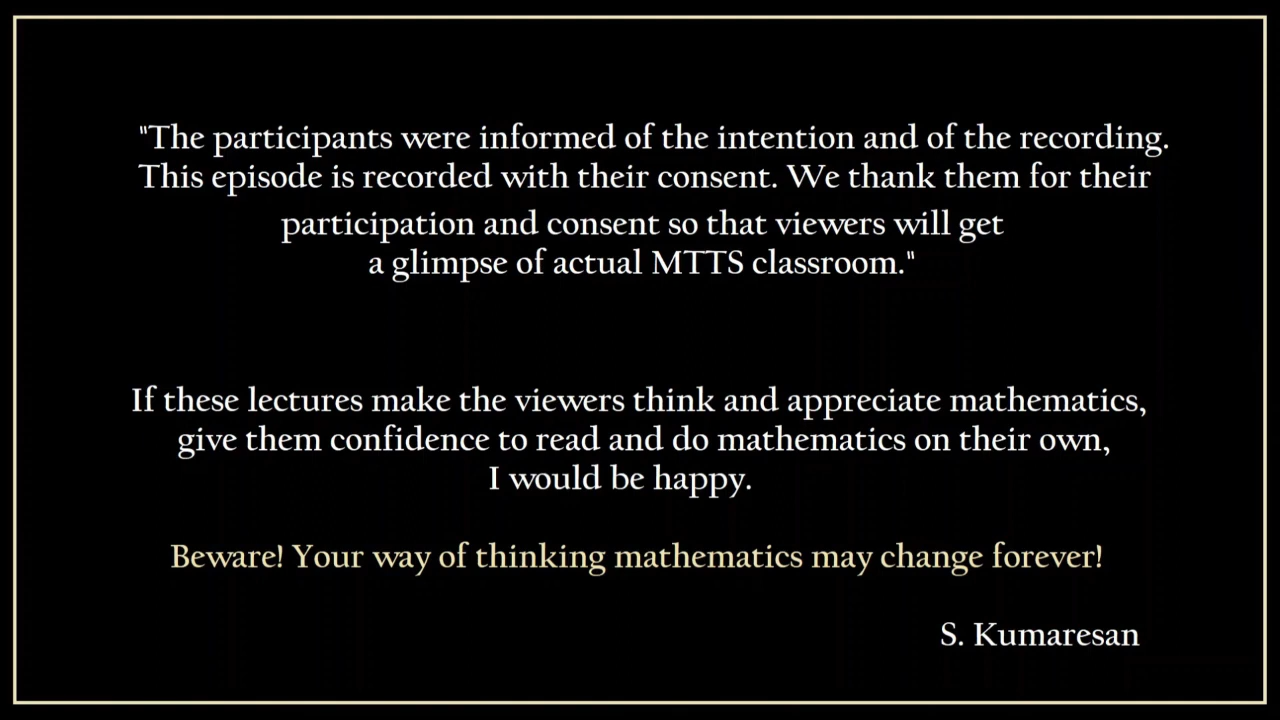 "The participants were informed of the intention and of the recording.
This episode is recorded with their consent. We thank them for their
participation and consent so that viewers will get
a glimpse of actual MTTS classroom."
If these lectures make the viewers think and appreciate mathematics,
give them confidence to read and do mathematics on their own,
I would be happy.
Beware! Your way of thinking mathematics may change forever!
S. Kumaresan